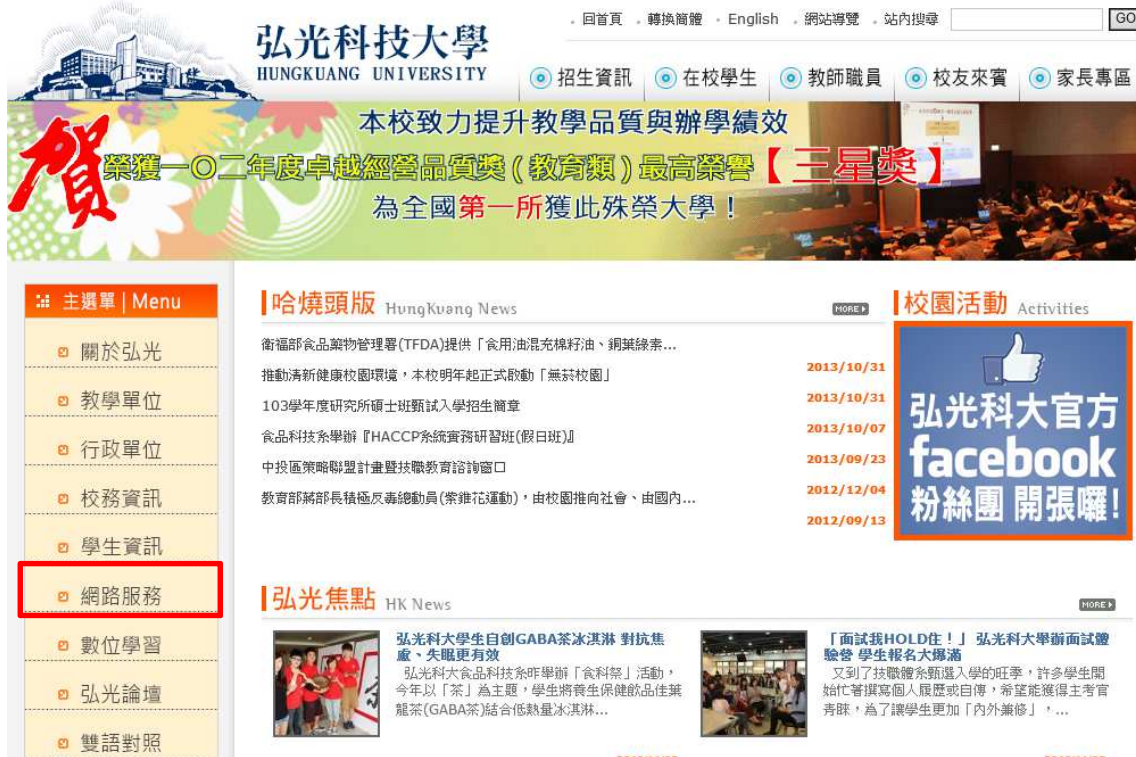 . 回首頁 . 轉換簡體 . English . 網站導覽 . 站內搜尋 GO
弘光科技大學
HUNGKUANG UNIVERSITY
招生資訊 在校學生 教師職員 校友來賓 家長專區
賀
本校致力提升教學品質與辦學績效
榮獲一〇二年度卓越經營品質獎(教育類)最高榮譽【三星獎】
為全國第一所獲此殊榮大學！
主選單 | Menu
關於弘光
教學單位
行政單位
校務資訊
學生資訊
網路服務
數位學習
弘光論壇
雙語對照
哈燒頭版 HungKuang News MORE
衛福部食品藥物管理署(TFDA)提供「食用油混充棉籽油、銅葉綠素...
2013/10/31
推動清新健康校園環境，本校明年起正式啟動「無菸校園」
2013/10/31
103學年度研究所碩士班甄試入學招生簡章
2013/10/07
食品科技系舉辦『HACCP系統實務研習班(假日班)』
2013/09/23
中投區策略聯盟計畫暨技職教育諮詢窗口
2012/12/04
教育部蔣部長積極反毒總動員(紫錐花運動)，由校園推向社會、由國內...
2012/09/13
校園活動 Activities
弘光科大官方
facebook
粉絲團 開張囉!
弘光焦點 HK News MORE
弘光科大學生自創GABA茶冰淇淋 對抗焦
慮、失眠更有效
弘光科大食品科技系昨舉辦「食科祭」活動，
今年以「茶」為主題，學生將養生保健飲品佳葉
龍茶(GABA茶)結合低熱量冰淇淋...
「面試我HOLD住！」 弘光科大舉辦面試體
驗營 學生報名大爆滿
又到了技職體系甄選入學的旺季，許多學生開
始忙著撰寫個人履歷或自傳，希望能獲得主考官
青睞，為了讓學生更加「內外兼修」，...